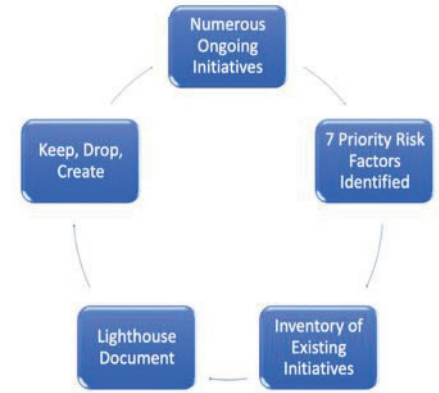 Numerous
Ongoing
Initiatives
7 Priority Risk
Factors
Identified
Inventory of
Existing
Initiatives
Lighthouse
Document
Keep, Drop,
Create